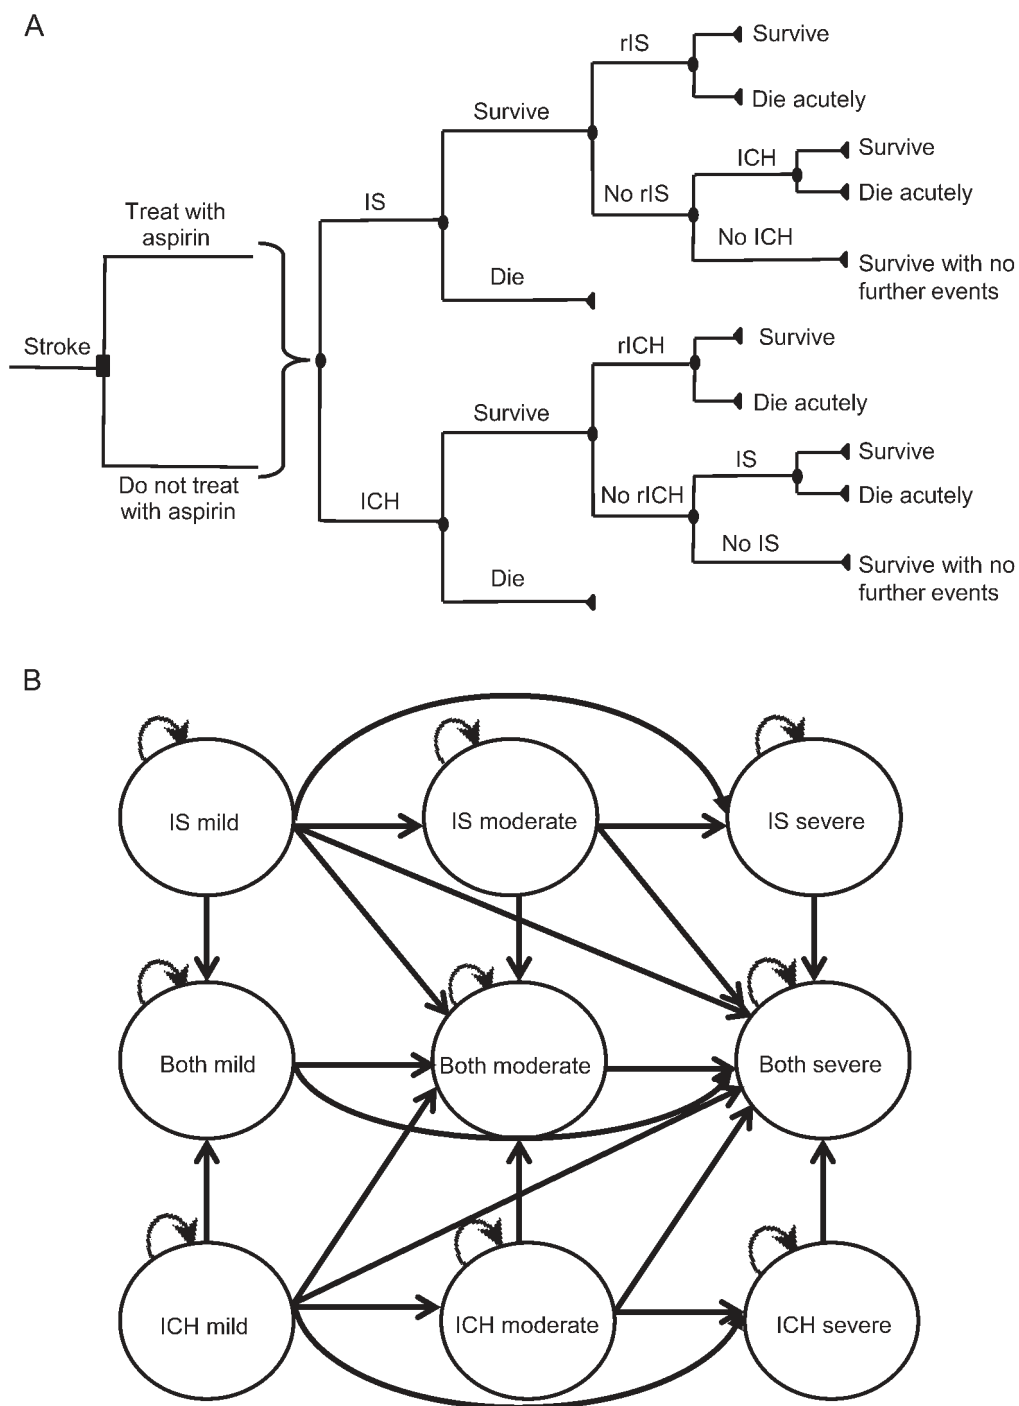 A
rIS
Survive
Die acutely
Survive
ICH
Survive
Die acutely
No rIS
No ICH
Survive with no
further events
IS
Die
Treat with
aspirin
Stroke
Do not treat
with aspirin
rICH
Survive
Die acutely
Survive
IS
Survive
Die acutely
No rICH
No IS
Survive with no
further events
ICH
Die
B
IS mild
IS moderate
IS severe
Both mild
Both moderate
Both severe
ICH mild
ICH moderate
ICH severe